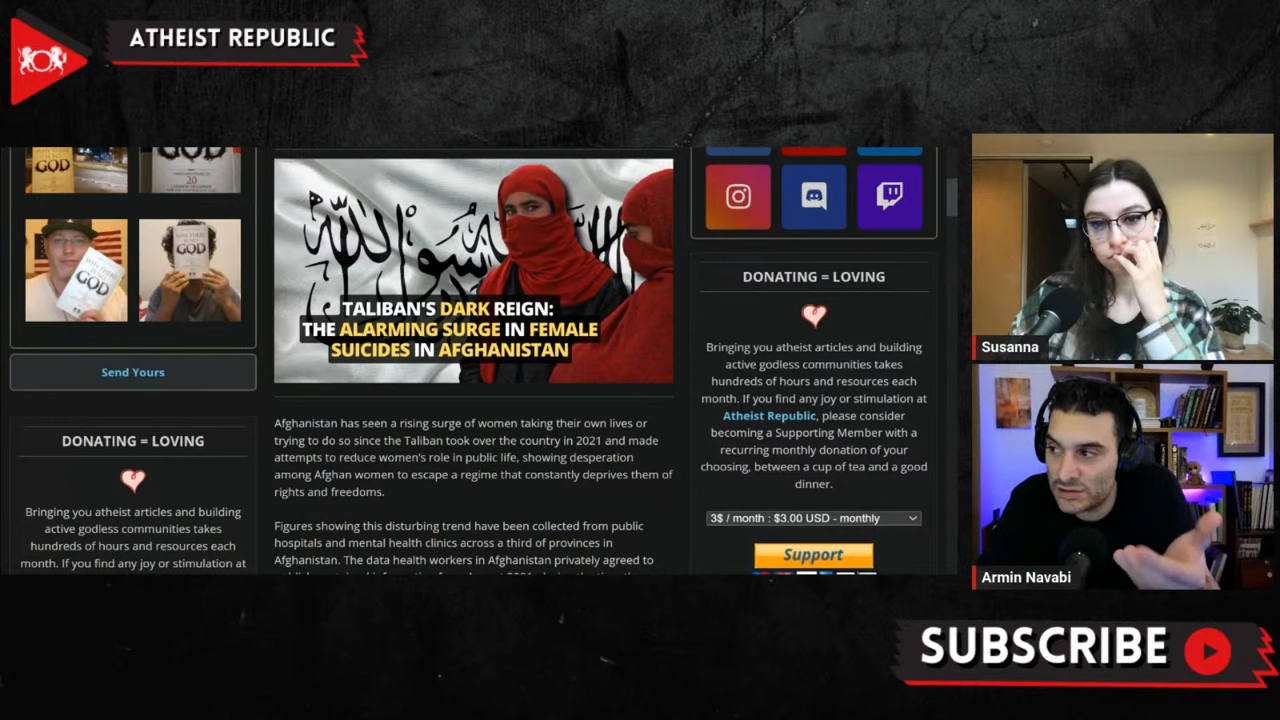 ATHEIST REPUBLIC
GOD
GOD
20
GOD
GOD
Send Yours
DONATING = LOVING
Bringing you atheist articles and building
active godless communities takes
hundreds of hours and resources each
month. If you find any joy or stimulation at
رسول الله
TALIBAN'S DARK REIGN:
THE ALARMING SURGE IN FEMALE
SUICIDES IN AFGHANISTAN
Afghanistan has seen a rising surge of women taking their own lives or
trying to do so since the Taliban took over the country in 2021 and made
attempts to reduce women's role in public life, showing desperation
among Afghan women to escape a regime that constantly deprives them of
rights and freedoms.
Figures showing this disturbing trend have been collected from public
hospitals and mental health clinics across a third of provinces in
Afghanistan. The data health workers in Afghanistan privately agreed to
DONATING = LOVING
Bringing you atheist articles and building
active godless communities takes
hundreds of hours and resources each
month. If you find any joy or stimulation at
Atheist Republic, please consider
becoming a Supporting Member with a
recurring monthly donation of your
choosing, between a cup of tea and a good
dinner.
3$ / month : $3.00 USD - monthly
Support
Susanna
Armin Navabi
SUBSCRIBE